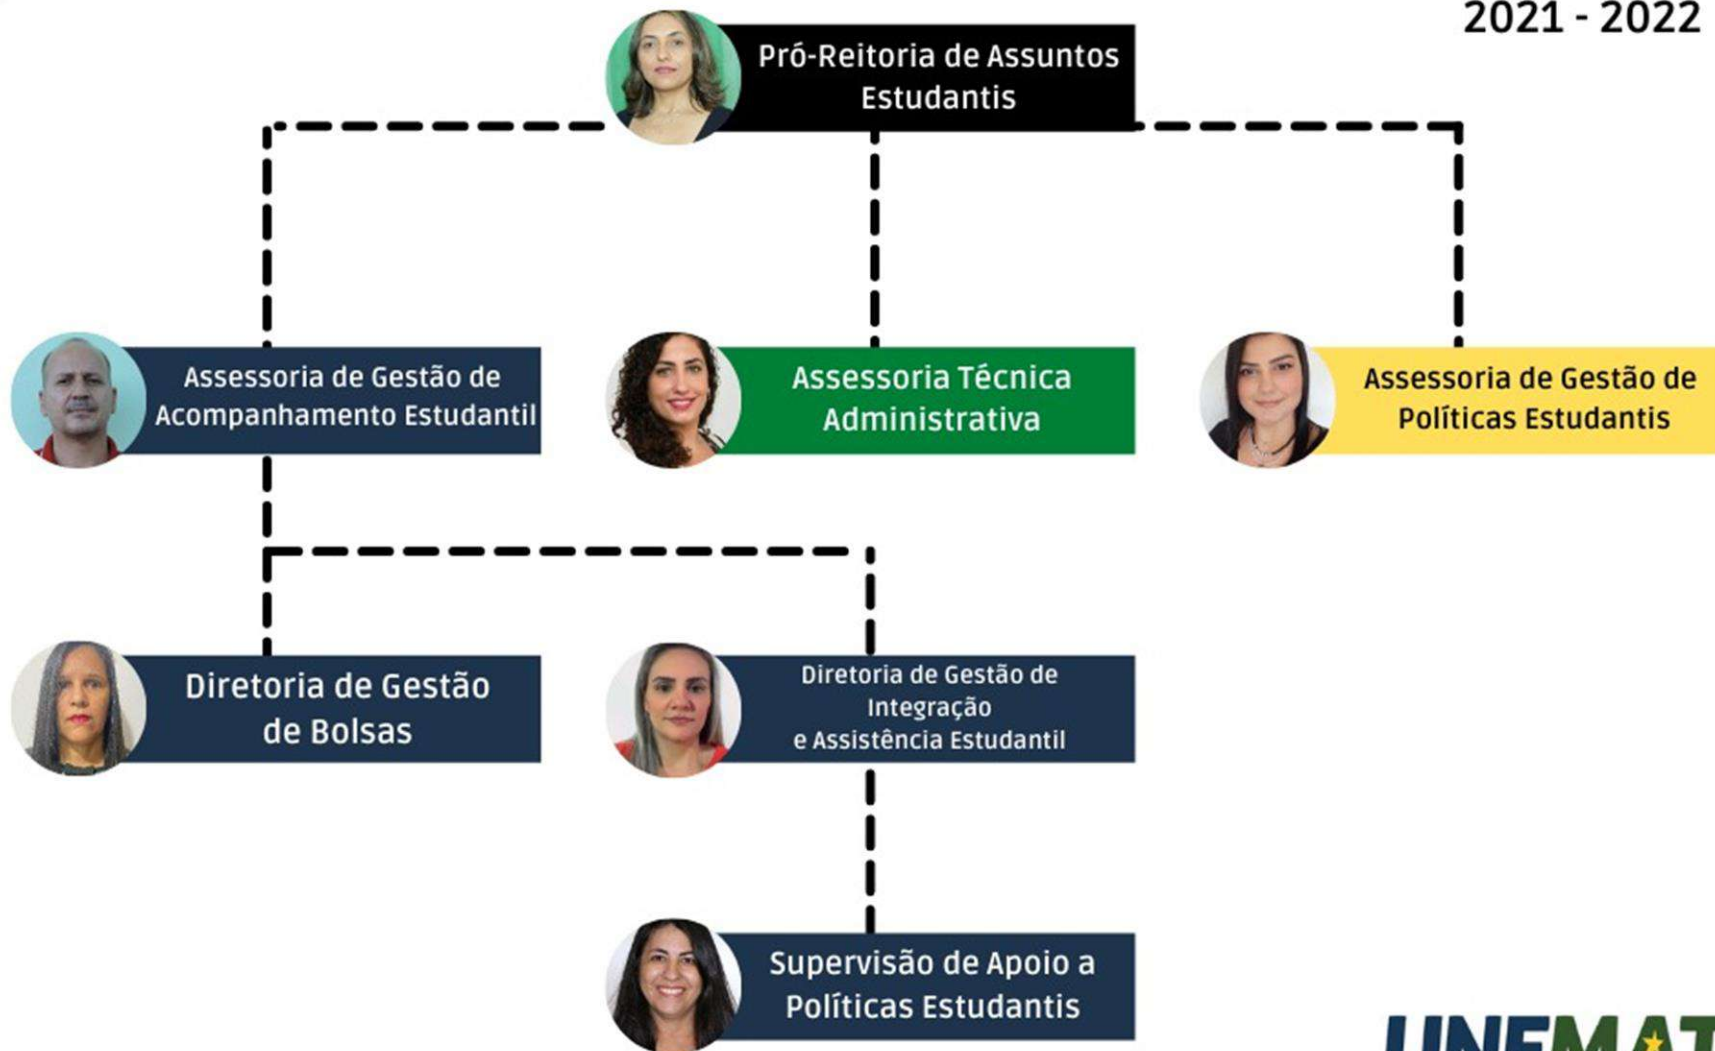 2021 - 2022
Pró-Reitoria de Assuntos
Estudantis
Assessoria de Gestão de
Acompanhamento Estudantil
Assessoria Técnica
Administrativa
Assessoria de Gestão de
Políticas Estudantis
Diretoria de Gestão
de Bolsas
Diretoria de Gestão de
Integração
e Assistência Estudantil
Supervisão de Apoio a
Políticas Estudantis
UNEMAT